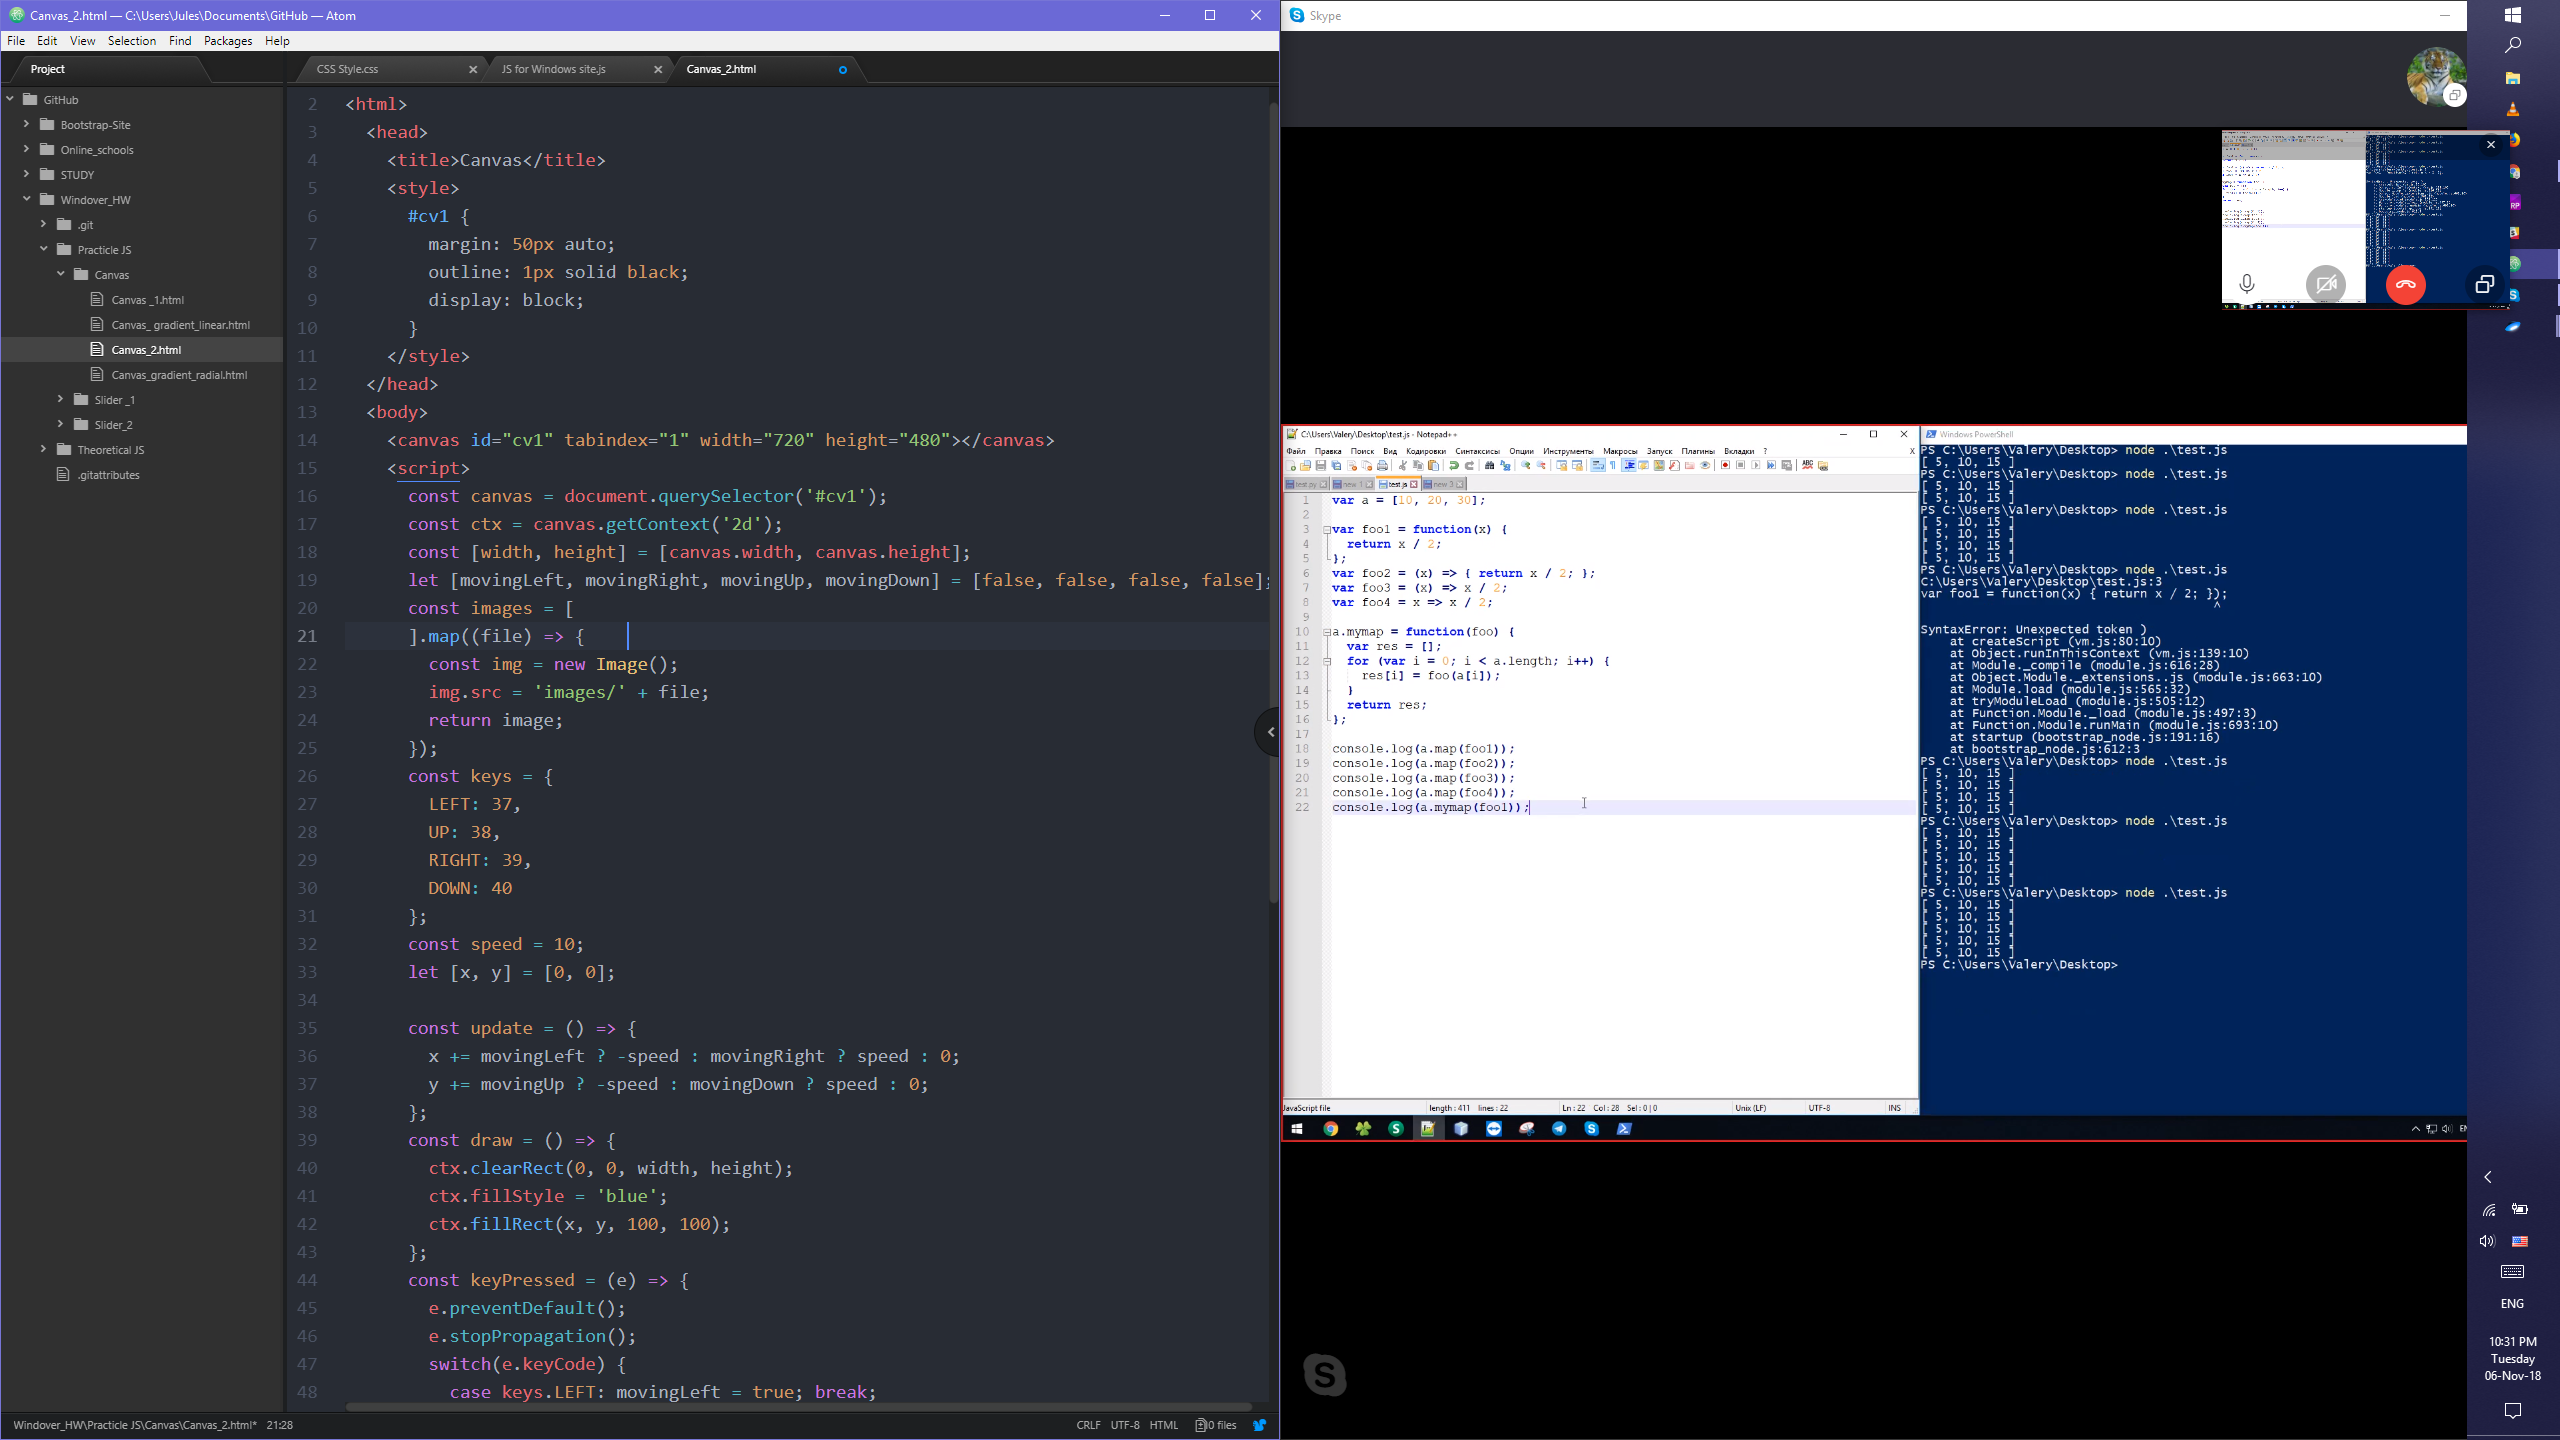 Canvas_2.html — C:\Users\Jules\Documents\GitHub — Atom
File Edit View Selection Find Packages Help
Project
GitHub
Bootstrap-Site
Online_schools
STUDY
Windover_HW
.git
Practicle JS
Canvas
Canvas _1.html
Canvas_ gradient_linear.html
Canvas_2.html
Canvas_gradient_radial.html
Slider _1
Slider_2
Theoretical JS
.gitattributes
CSS Style.css
JS for Windows site.js
Canvas_2.html
2 <html>
3 <head>
4 <title>Canvas</title>
5 <style>
6 #cv1 {
7 margin: 50px auto;
8 outline: 1px solid black;
9 display: block;
10 }
11 </style>
12 </head>
13 <body>
14 <canvas id="cv1" tabindex="1" width="720" height="480"></canvas>
15 <script>
16 const canvas = document.querySelector('#cv1');
17 const ctx = canvas.getContext('2d');
18 const [width, height] = [canvas.width, canvas.height];
19 let [movingLeft, movingRight, movingUp, movingDown] = [false, false, false, false];
20 const images = [
21 ].map((file) => {
22 const img = new Image();
23 img.src = 'images/' + file;
24 return image;
25 });
26 const keys = {
27 LEFT: 37,
28 UP: 38,
29 RIGHT: 39,
30 DOWN: 40
31 };
32 const speed = 10;
33 let [x, y] = [0, 0];
34
35 const update = () => {
36 x += movingLeft ? -speed : movingRight ? speed : 0;
37 y += movingUp ? -speed : movingDown ? speed : 0;
38 };
39 const draw = () => {
40 ctx.clearRect(0, 0, width, height);
41 ctx.fillStyle = 'blue';
42 ctx.fillRect(x, y, 100, 100);
43 };
44 const keyPressed = (e) => {
45 e.preventDefault();
46 e.stopPropagation();
47 switch(e.keyCode) {
48 case keys.LEFT: movingLeft = true; break;
Windover_HW\Practicle JS\Canvas\Canvas_2.html* 21:28
CRLF UTF-8 HTML 0 files
Skype
C:\Users\Valery\Desktop\test.js - Notepad++
Файл Правка Поиск Вид Кодировки Синтаксисы Опции Инструменты Макросы Запуск Плагины Вкладки ? X
test.py new 1 test.js new 3
1 var a = [10, 20, 30];
2
3 var foo1 = function(x) {
4 return x / 2;
5 };
6 var foo2 = (x) => { return x / 2; };
7 var foo3 = (x) => x / 2;
8 var foo4 = x => x / 2;
9
10 a.mymap = function(foo) {
11 var res = [];
12 for (var i = 0; i < a.length; i++) {
13 res[i] = foo(a[i]);
14 }
15 return res;
16 };
17
18 console.log(a.map(foo1));
19 console.log(a.map(foo2));
20 console.log(a.map(foo3));
21 console.log(a.map(foo4));
22 console.log(a.mymap(foo1));
JavaScript file length : 411 lines : 22 Ln : 22 Col : 28 Sel : 0 | 0 Unix (LF) UTF-8 INS
Windows PowerShell
PS C:\Users\Valery\Desktop> node .\test.js
[ 5, 10, 15 ]
PS C:\Users\Valery\Desktop> node .\test.js
[ 5, 10, 15 ]
[ 5, 10, 15 ]
PS C:\Users\Valery\Desktop> node .\test.js
[ 5, 10, 15 ]
[ 5, 10, 15 ]
[ 5, 10, 15 ]
[ 5, 10, 15 ]
PS C:\Users\Valery\Desktop> node .\test.js
C:\Users\Valery\Desktop\test.js:3
var foo1 = function(x) { return x / 2; });
^
SyntaxError: Unexpected token )
at createScript (vm.js:80:10)
at Object.runInThisContext (vm.js:139:10)
at Module._compile (module.js:616:28)
at Object.Module._extensions..js (module.js:663:10)
at Module.load (module.js:565:32)
at tryModuleLoad (module.js:505:12)
at Function.Module._load (module.js:497:3)
at Function.Module.runMain (module.js:693:10)
at startup (bootstrap_node.js:191:16)
at bootstrap_node.js:612:3
PS C:\Users\Valery\Desktop> node .\test.js
[ 5, 10, 15 ]
[ 5, 10, 15 ]
[ 5, 10, 15 ]
[ 5, 10, 15 ]
PS C:\Users\Valery\Desktop> node .\test.js
[ 5, 10, 15 ]
[ 5, 10, 15 ]
[ 5, 10, 15 ]
[ 5, 10, 15 ]
[ 5, 10, 15 ]
PS C:\Users\Valery\Desktop> node .\test.js
[ 5, 10, 15 ]
[ 5, 10, 15 ]
[ 5, 10, 15 ]
[ 5, 10, 15 ]
[ 5, 10, 15 ]
PS C:\Users\Valery\Desktop>
ENG
10:31 PM
Tuesday
06-Nov-18